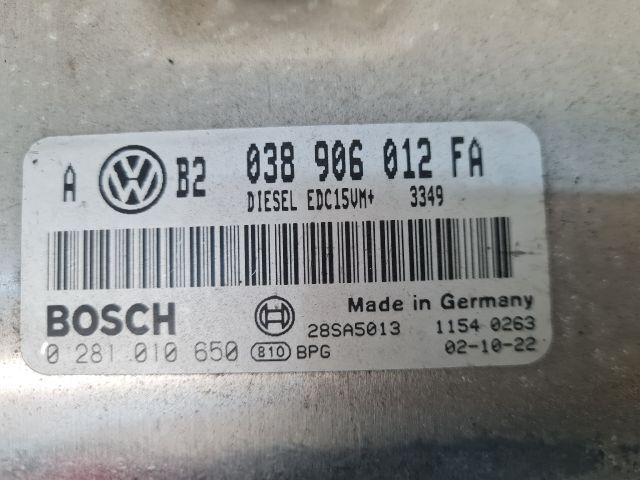 A VW B2 038 906 012 FA
DIESEL EDC15VM+ 3349
BOSCH
Made in Germany
28SA5013 1154 0263
0 281 010 650 810 BPG 02-10-22